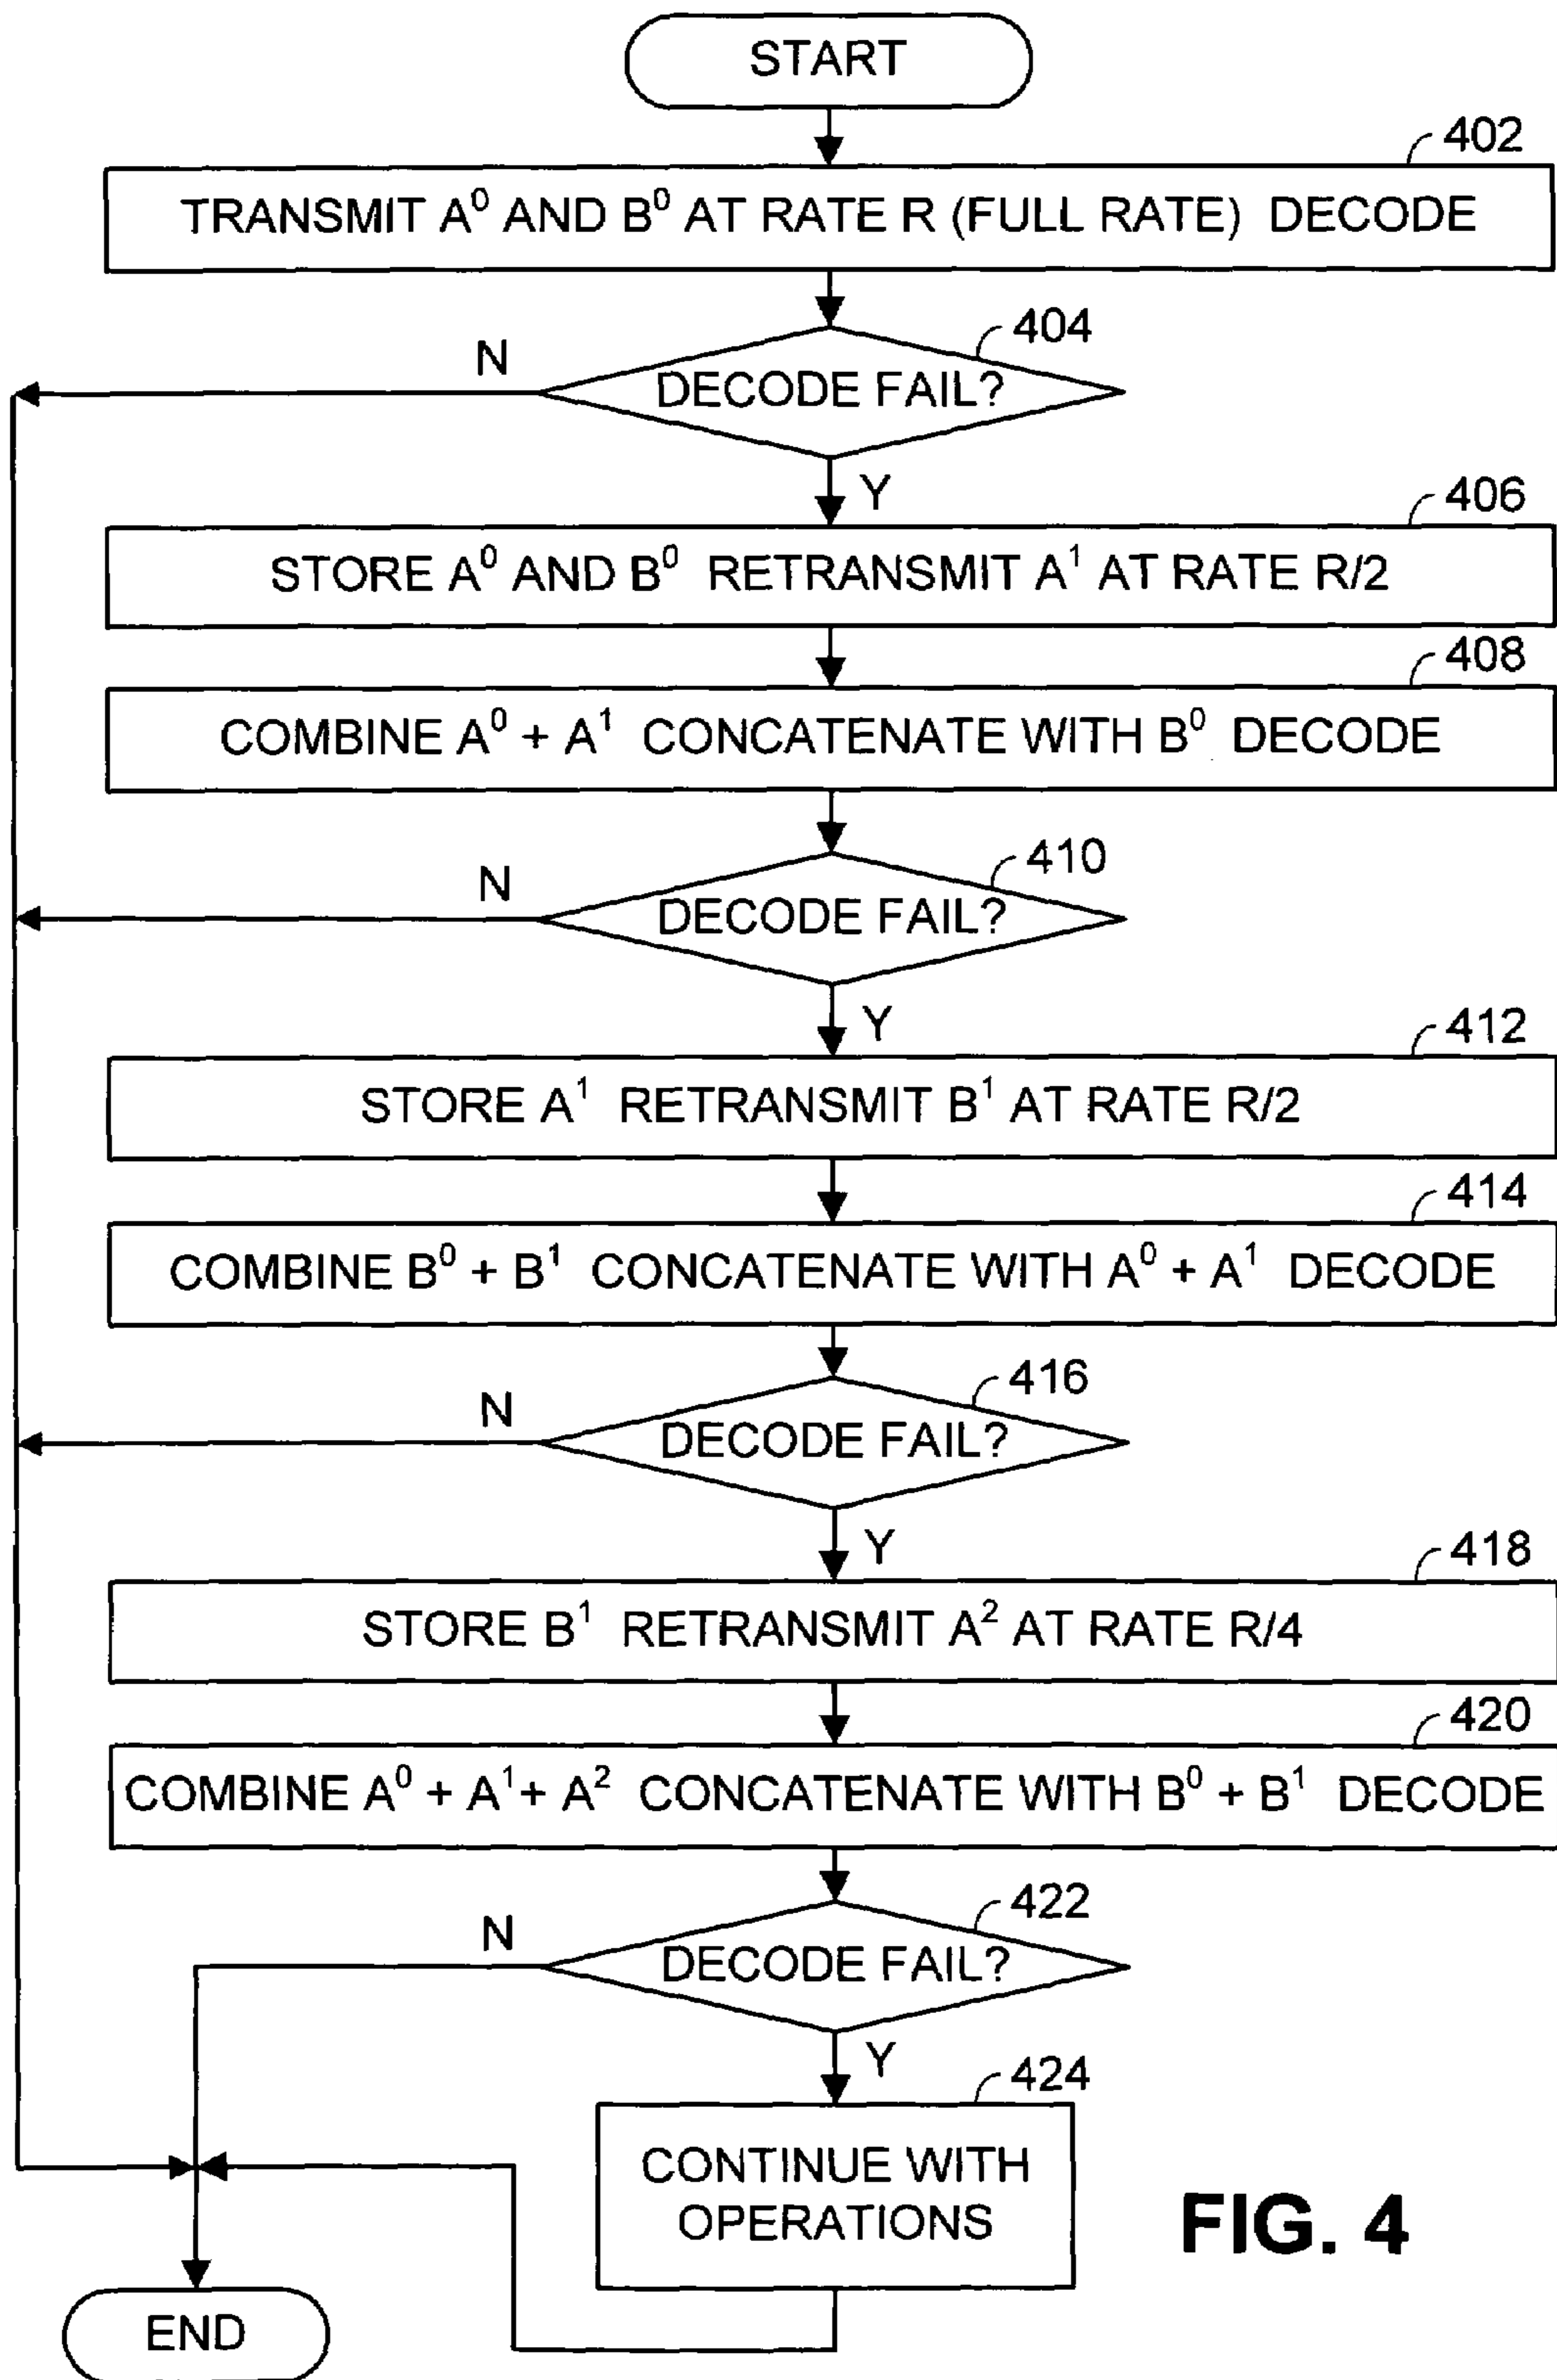 START
402
TRANSMIT A⁰ AND B⁰ AT RATE R (FULL RATE) DECODE
404
N
DECODE FAIL?
Y
406
STORE A⁰ AND B⁰ RETRANSMIT A¹ AT RATE R/2
408
COMBINE A⁰ + A¹ CONCATENATE WITH B⁰ DECODE
410
N
DECODE FAIL?
Y
412
STORE A¹ RETRANSMIT B¹ AT RATE R/2
414
COMBINE B⁰ + B¹ CONCATENATE WITH A⁰ + A¹ DECODE
416
N
DECODE FAIL?
Y
418
STORE B¹ RETRANSMIT A² AT RATE R/4
420
COMBINE A⁰ + A¹ + A² CONCATENATE WITH B⁰ + B¹ DECODE
422
N
DECODE FAIL?
Y
424
CONTINUE WITH
OPERATIONS
FIG. 4
END